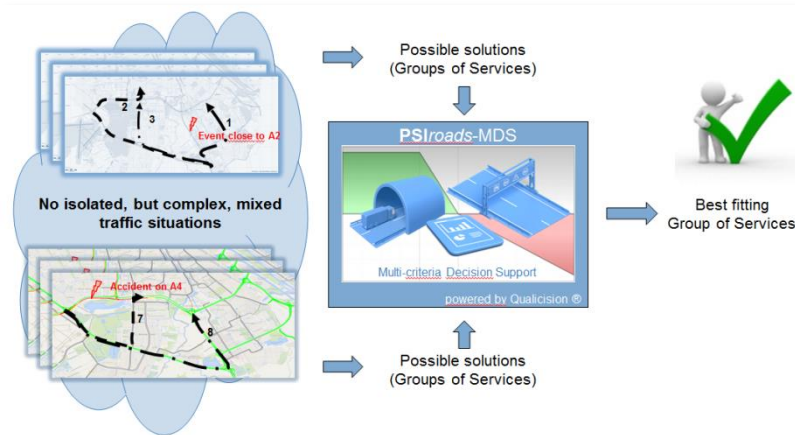 2
3
1
Event close to A2
No isolated, but complex, mixed
traffic situations
Accident on A4
7
8
Possible solutions
(Groups of Services)
PSIroads-MDS
Multi-criteria Decision Support
powered by Qualicision ®
Possible solutions
(Groups of Services)
Best fitting
Group of Services